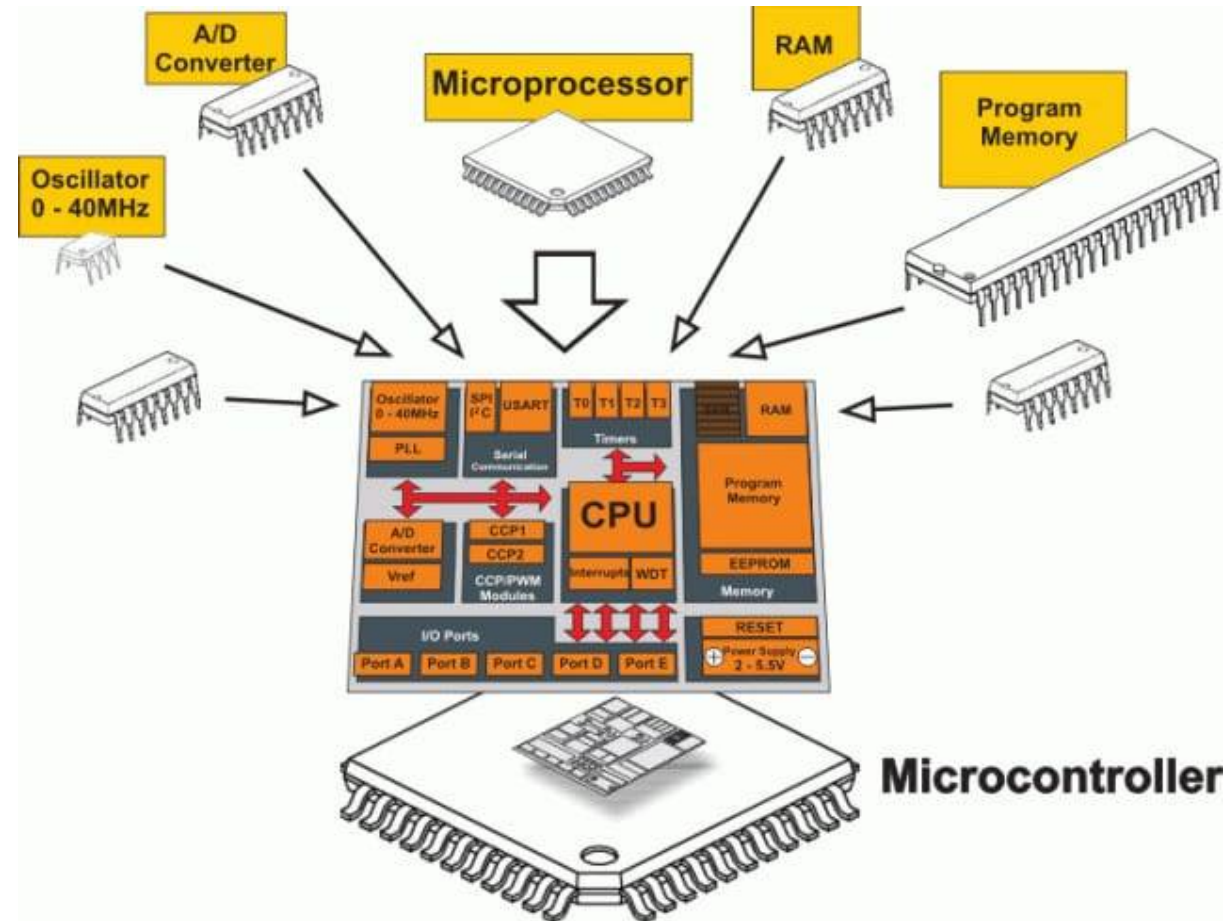 A/D
Converter
Microprocessor
RAM
Program
Memory
Oscillator
0 - 40MHz
Oscillator
0 - 40MHz
PLL
SPI
I²C
USART
Serial
Communication
T0 T1 T2 T3
Timers
RAM
Program
Memory
EEPROM
Memory
A/D
Converter
Vref
CCP1
CCP2
CCP/PWM
Modules
CPU
Interrupts WDT
I/O Ports
Port A Port B Port C Port D Port E
RESET
Power Supply
2 - 5.5V
Microcontroller